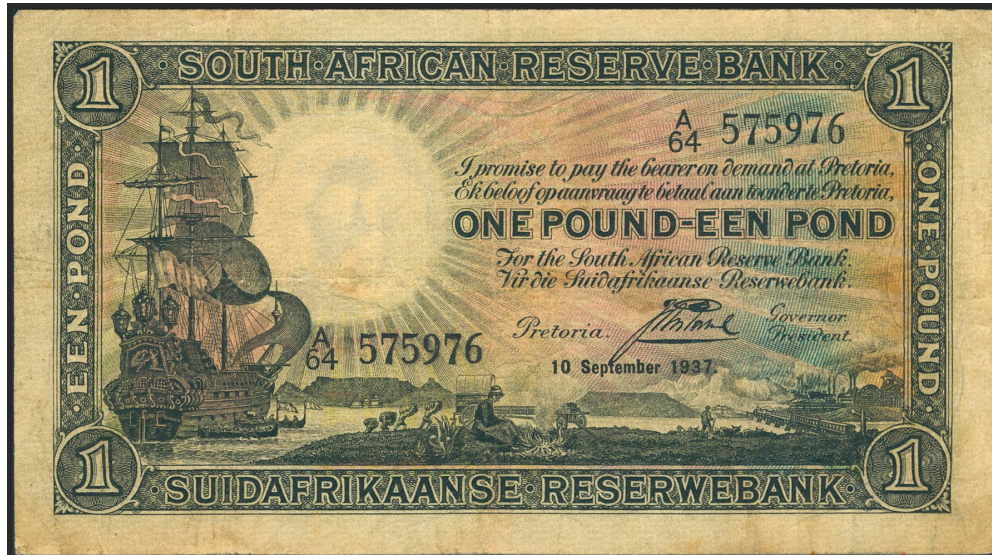 1 ·SOUTH·AFRICAN·RESERVE·BANK· 1
A/64 575976
I promise to pay the bearer on demand at Pretoria,
Ek beloof op aanvraag te betaal aan toonder te Pretoria,
ONE POUND-EEN POND
For the South African Reserve Bank.
Vir die Suidafrikaanse Reserwebank.
Pretoria. Governor.
President.
A/64 575976
10 September 1937.
·EEN·POND·
·ONE·POUND·
1 ·SUIDAFRIKAANSE·RESERWEBANK· 1